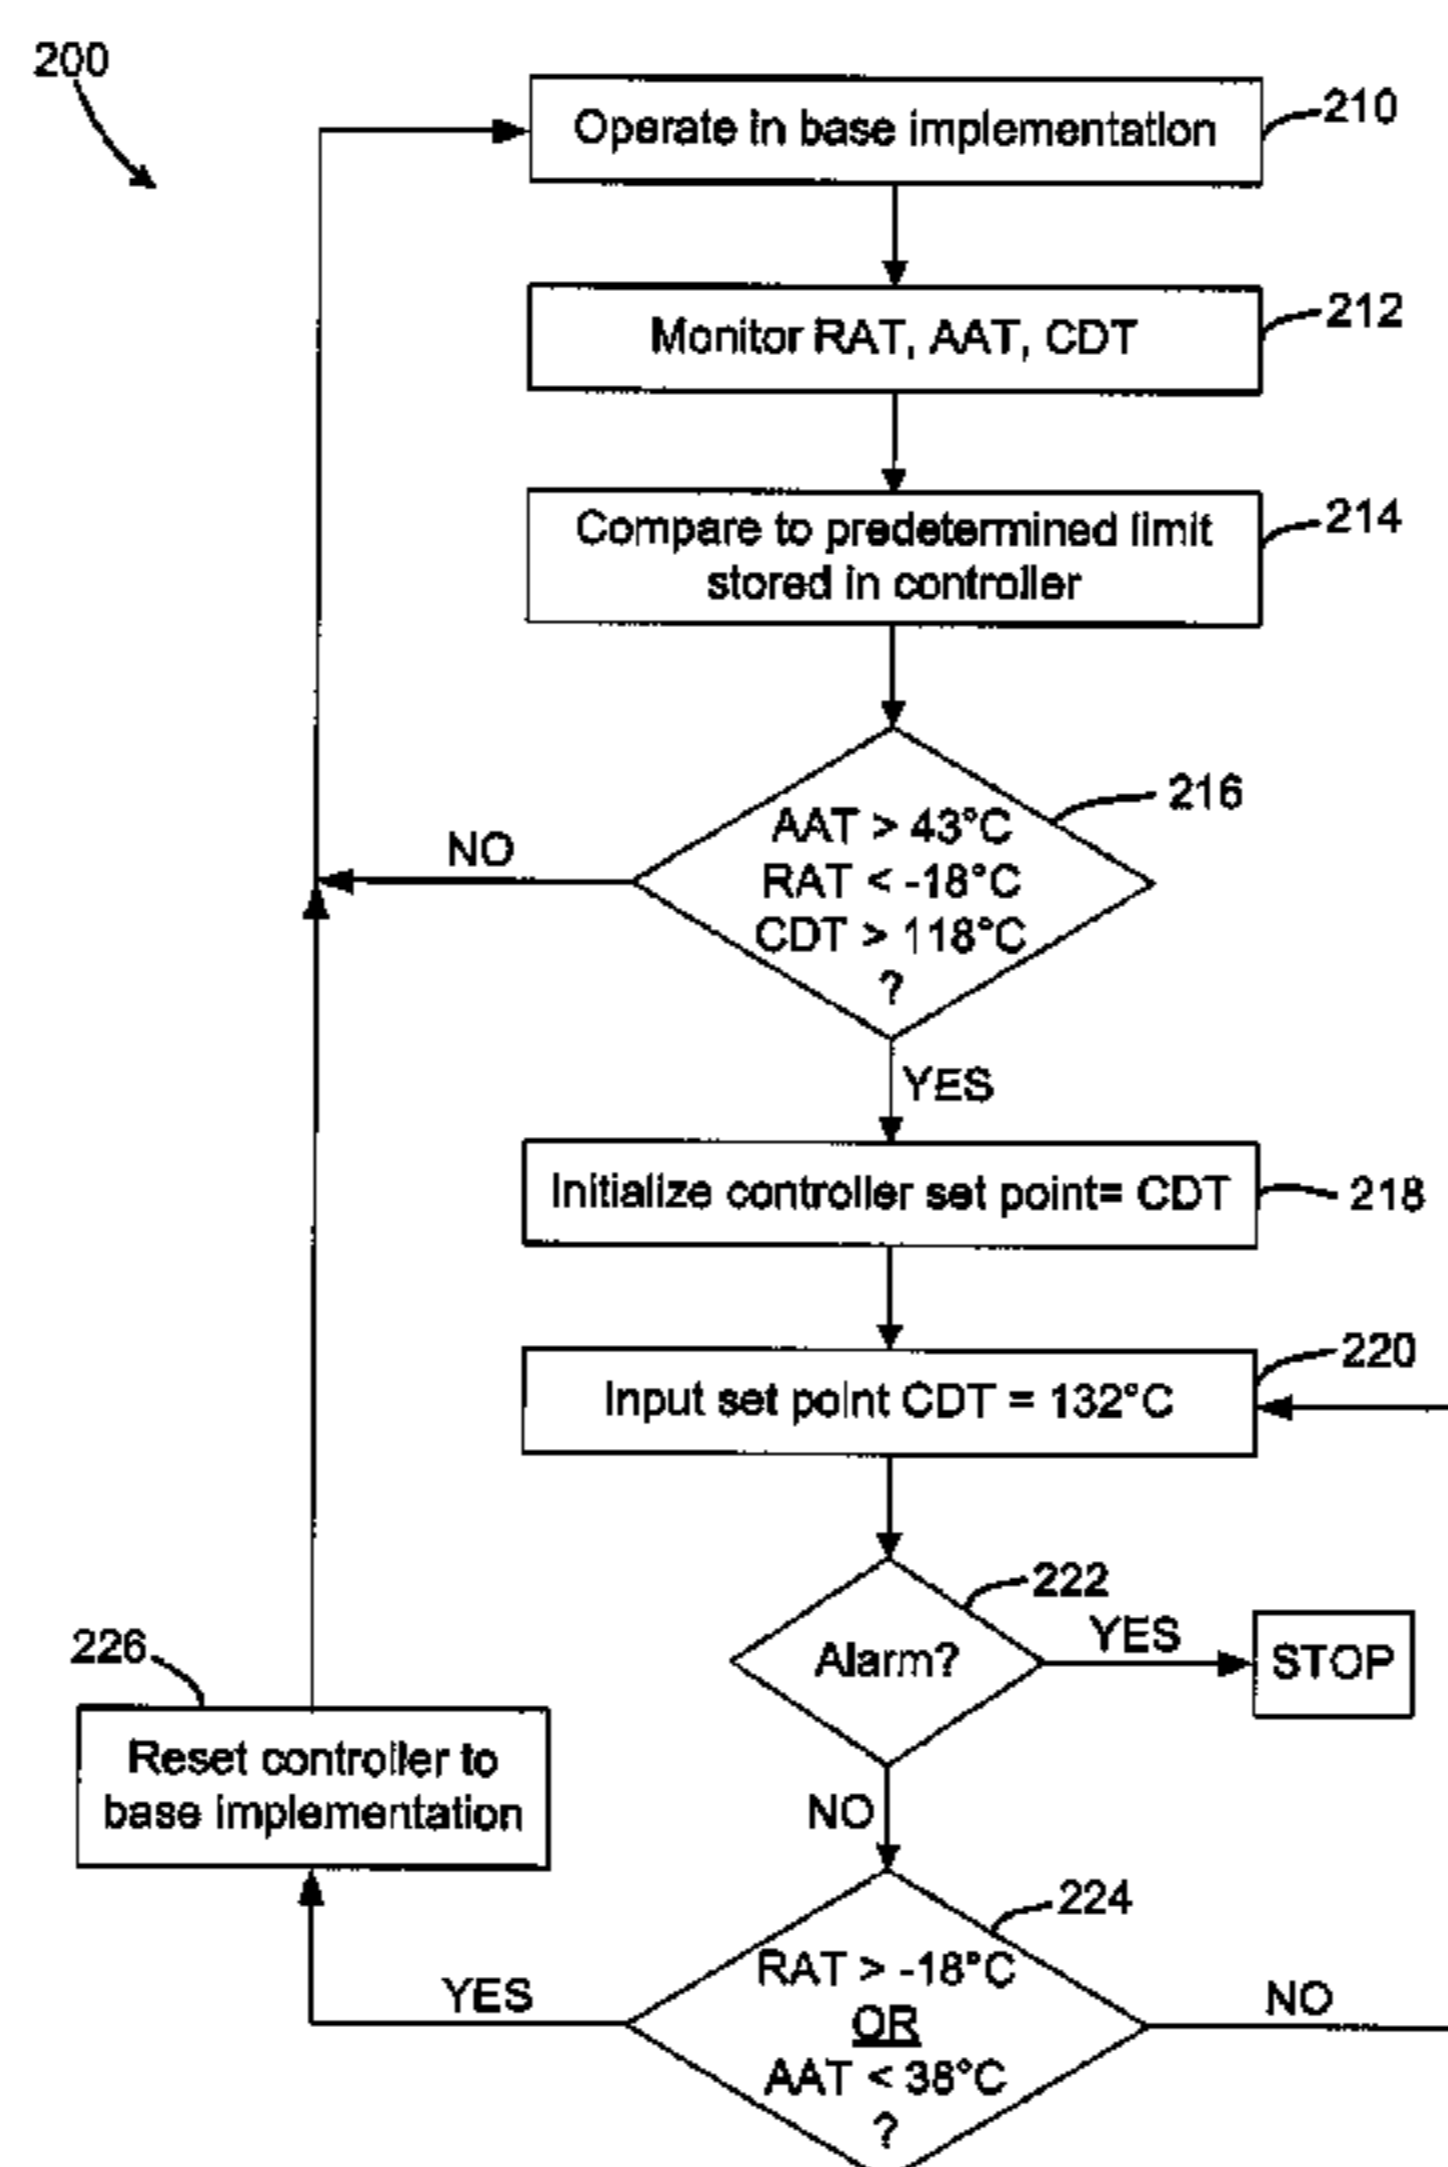 200
Operate in base implementation
210
Monitor RAT, AAT, CDT
212
Compare to predetermined limit
stored in controller
214
AAT > 43°C
RAT < -18°C
CDT > 118°C
?
216
NO
YES
Initialize controller set point= CDT
218
Input set point CDT = 132°C
220
Alarm?
222
YES
STOP
NO
226
Reset controller to
base implementation
RAT > -18°C
OR
AAT < 38°C
?
224
YES
NO